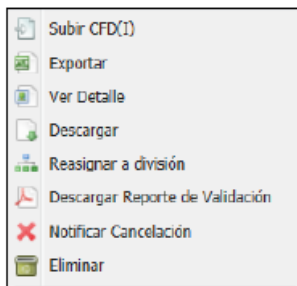 Subir CFD(I)
Exportar
Ver Detalle
Descargar
Reasignar a división
Descargar Reporte de Validación
Notificar Cancelación
Eliminar